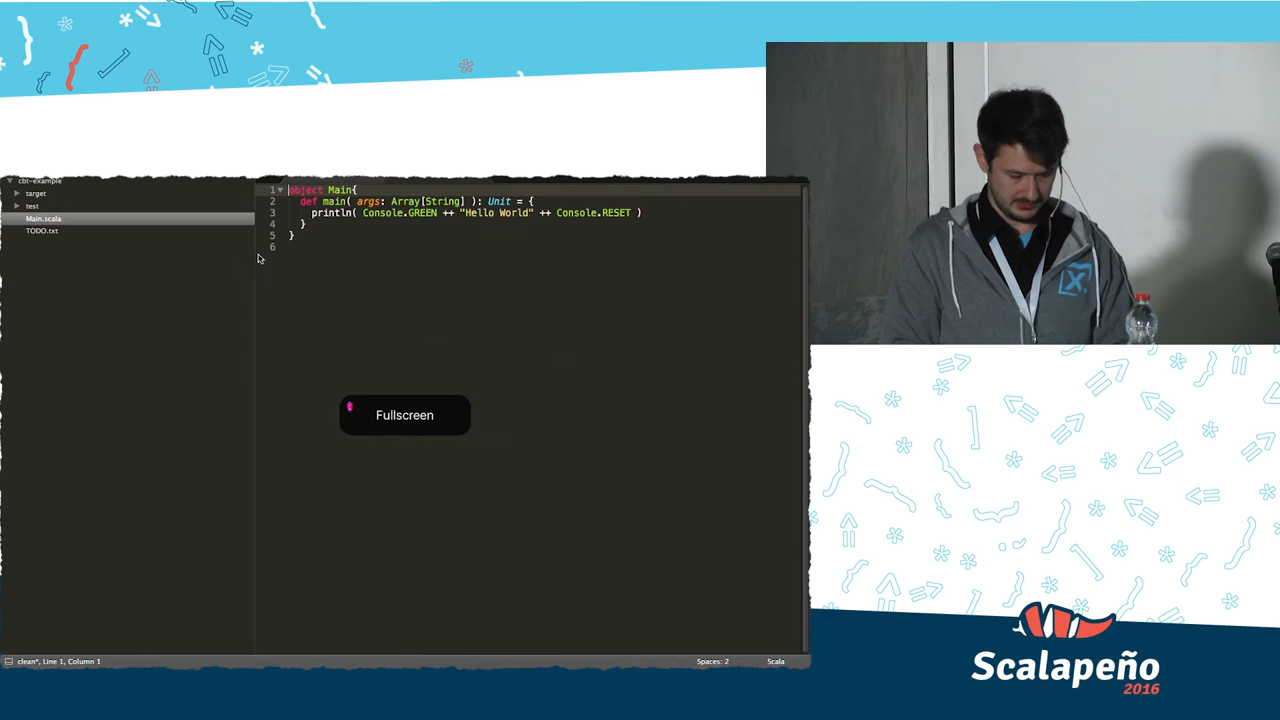 cbt-example
target
test
Main.scala
TODO.txt
1 object Main{
2 def main( args: Array[String] ): Unit = {
3 println( Console.GREEN ++ "Hello World" ++ Console.RESET )
4 }
5 }
6
Fullscreen
clean*, Line 1, Column 1
Spaces: 2
Scala
X
Scalapeño
2016